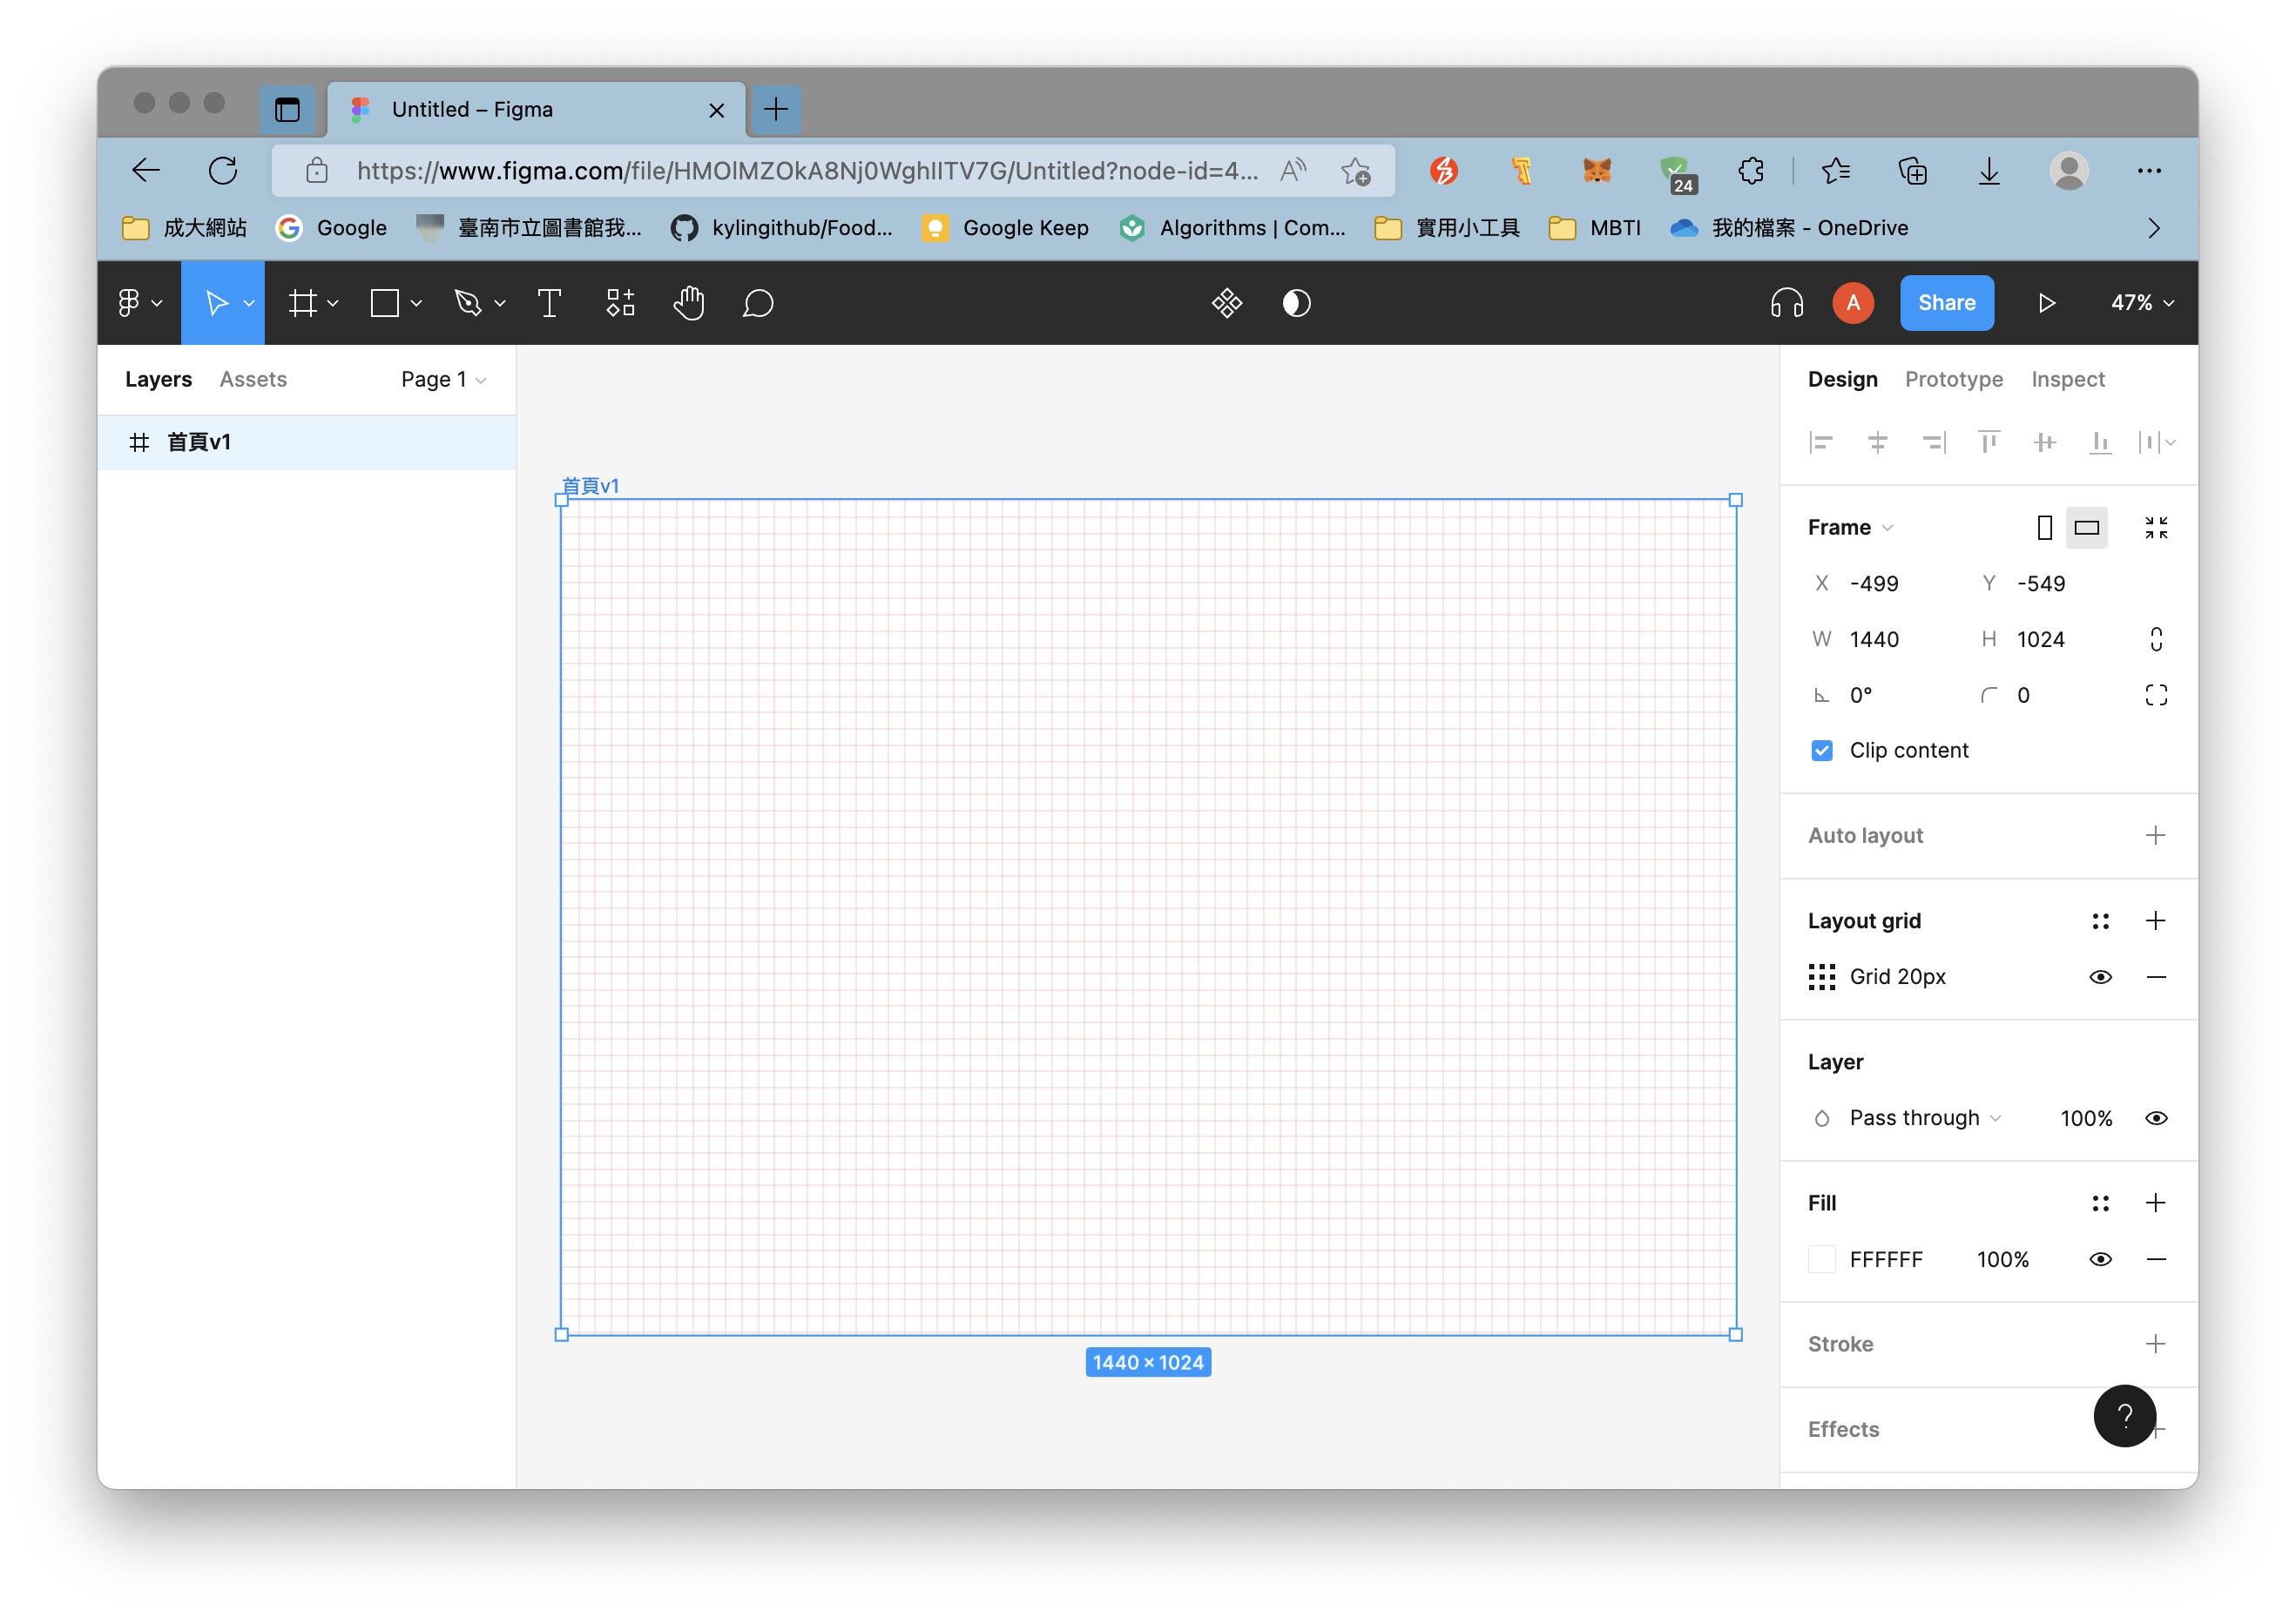 Untitled – Figma
https://www.figma.com/file/HMOlMZOkA8Nj0WghIITV7G/Untitled?node-id=4...
24
成大網站 Google 臺南市立圖書館我... kylingithub/Food... Google Keep Algorithms | Com... 實用小工具 MBTI 我的檔案 - OneDrive
A Share 47%
Layers Assets Page 1
Design Prototype Inspect
首頁v1
首頁v1
Frame
X -499 Y -549
W 1440 H 1024
0° 0
Clip content
Auto layout
Layout grid
Grid 20px
Layer
Pass through 100%
Fill
FFFFFF 100%
Stroke
1440 × 1024
Effects
?